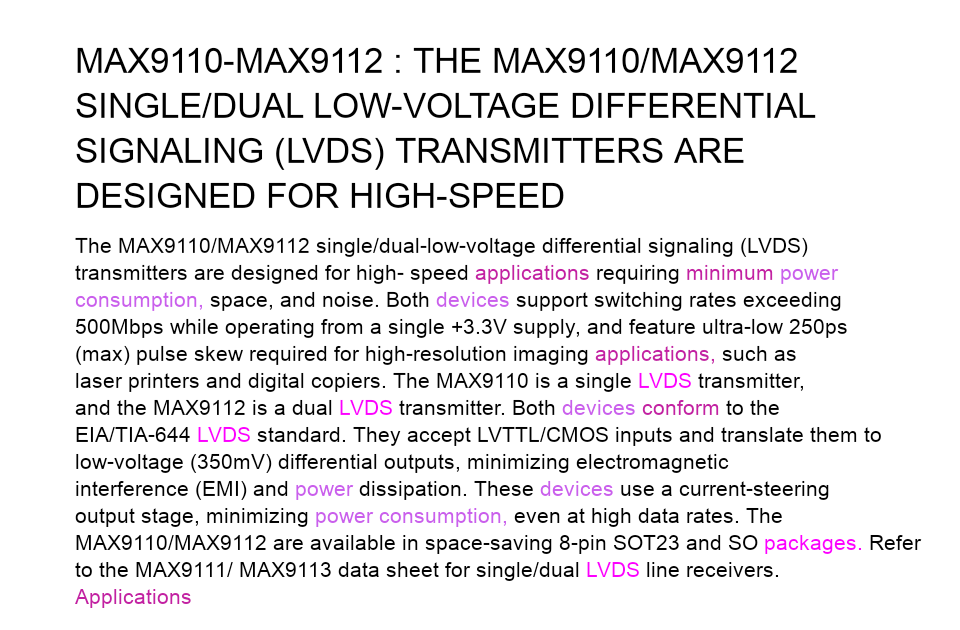 MAX9110-MAX9112 : THE MAX9110/MAX9112
SINGLE/DUAL LOW-VOLTAGE DIFFERENTIAL
SIGNALING (LVDS) TRANSMITTERS ARE
DESIGNED FOR HIGH-SPEED
The MAX9110/MAX9112 single/dual-low-voltage differential signaling (LVDS)
transmitters are designed for high- speed applications requiring minimum power
consumption, space, and noise. Both devices support switching rates exceeding
500Mbps while operating from a single +3.3V supply, and feature ultra-low 250ps
(max) pulse skew required for high-resolution imaging applications, such as
laser printers and digital copiers. The MAX9110 is a single LVDS transmitter,
and the MAX9112 is a dual LVDS transmitter. Both devices conform to the
EIA/TIA-644 LVDS standard. They accept LVTTL/CMOS inputs and translate them to
low-voltage (350mV) differential outputs, minimizing electromagnetic
interference (EMI) and power dissipation. These devices use a current-steering
output stage, minimizing power consumption, even at high data rates. The
MAX9110/MAX9112 are available in space-saving 8-pin SOT23 and SO packages. Refer
to the MAX9111/ MAX9113 data sheet for single/dual LVDS line receivers.
Applications